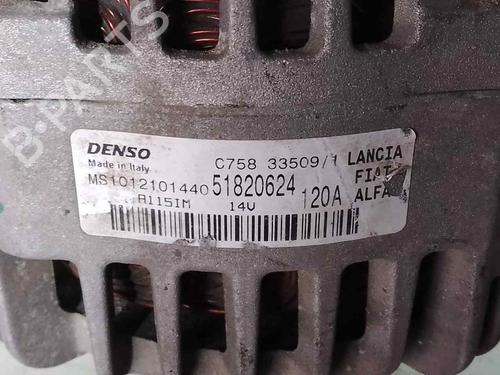 B-PARTS
DENSO C758 33509/1 LANCIA
Made in Italy FIAT
MS1012101440 51820624 120A ALFA
A115IM 14V